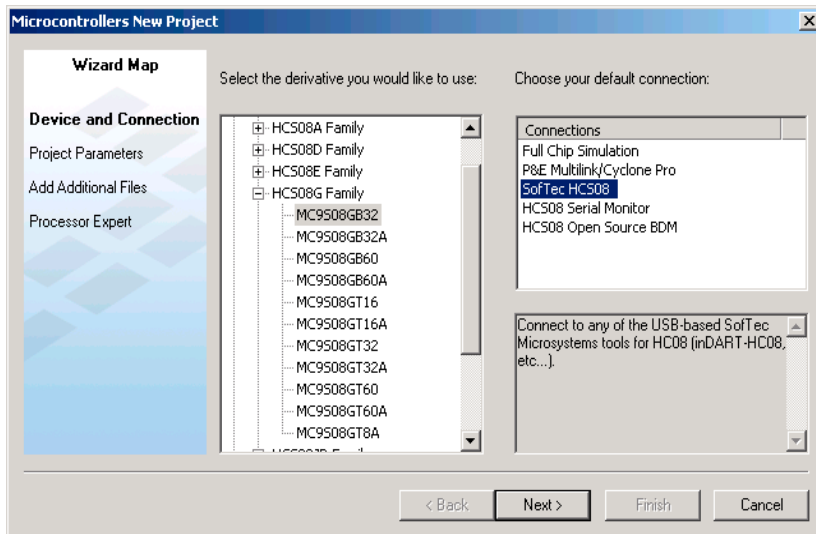 Microcontrollers New Project
Wizard Map
Device and Connection
Project Parameters
Add Additional Files
Processor Expert
Select the derivative you would like to use:
HCS08A Family
HCS08D Family
HCS08E Family
HCS08G Family
MC9S08GB32
MC9S08GB32A
MC9S08GB60
MC9S08GB60A
MC9S08GT16
MC9S08GT16A
MC9S08GT32
MC9S08GT32A
MC9S08GT60
MC9S08GT60A
MC9S08GT8A
Choose your default connection:
Connections
Full Chip Simulation
P&E Multilink/Cyclone Pro
SofTec HCS08
HCS08 Serial Monitor
HCS08 Open Source BDM
Connect to any of the USB-based SofTec
Microsystems tools for HC08 (inDART-HC08,
etc...).
< Back
Next >
Finish
Cancel